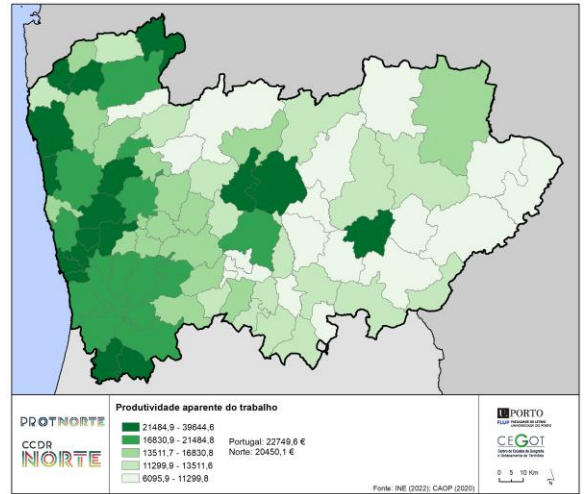 PROTNORTE
CCDR
NORTE
Produtividade aparente do trabalho
21484,9 - 39644,6
16830,9 - 21484,8
13511,7 - 16830,8
11299,9 - 13511,6
6095,9 - 11299,8
Portugal: 22749,6 €
Norte: 20450,1 €
U.PORTO
FLUP FACULDADE DE LETRAS
UNIVERSIDADE DO PORTO
CEGOT
Centro de Estudos de Geografia
e Ordenamento do Território
0 5 10 Km
N
Fonte: INE (2022); CAOP (2020)